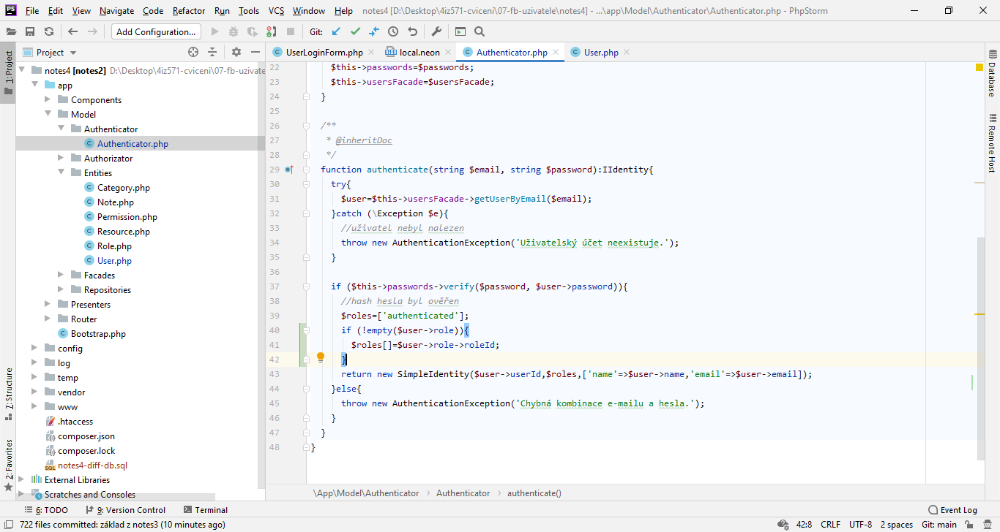 PS File Edit View Navigate Code Refactor Run Tools VCS Window Help notes4 [D:\Desktop\4iz571-cviceni\07-fb-uzivatele\notes4] - ...\app\Model\Authenticator\Authenticator.php - PhpStorm
Add Configuration... Git:
1: Project
Project
UserLoginForm.php local.neon Authenticator.php User.php
notes4 [notes2] D:\Desktop\4iz571-cviceni\07-fb-uzivate
app
Components
Model
Authenticator
Authenticator.php
Authorizator
Entities
Category.php
Note.php
Permission.php
Resource.php
Role.php
User.php
Facades
Repositories
Presenters
Router
Bootstrap.php
config
log
temp
vendor
www
.htaccess
composer.json
composer.lock
notes4-diff-db.sql
External Libraries
Scratches and Consoles
7: Structure
2: Favorites
22 $this->passwords=$passwords;
23 $this->usersFacade=$usersFacade;
24 }
25
26 /**
27 * @inheritDoc
28 */
29 function authenticate(string $email, string $password):IIdentity{
30 try{
31 $user=$this->usersFacade->getUserByEmail($email);
32 }catch (\Exception $e){
33 //uživatel nebyl nalezen
34 throw new AuthenticationException('Uživatelský účet neexistuje.');
35 }
36
37 if ($this->passwords->verify($password, $user->password)){
38 //hash hesla byl ověřen
39 $roles=['authenticated'];
40 if (!empty($user->role)){
41 $roles[]=$user->role->roleId;
42 }
43 return new SimpleIdentity($user->userId,$roles,['name'=>$user->name,'email'=>$user->email]);
44 }else{
45 throw new AuthenticationException('Chybná kombinace e-mailu a hesla.');
46 }
47 }
48 }
Database
Remote Host
\App\Model\Authenticator Authenticator authenticate()
6: TODO 9: Version Control Terminal Event Log
722 files committed: základ z notes3 (10 minutes ago) 42:8 CRLF UTF-8 2 spaces Git: main